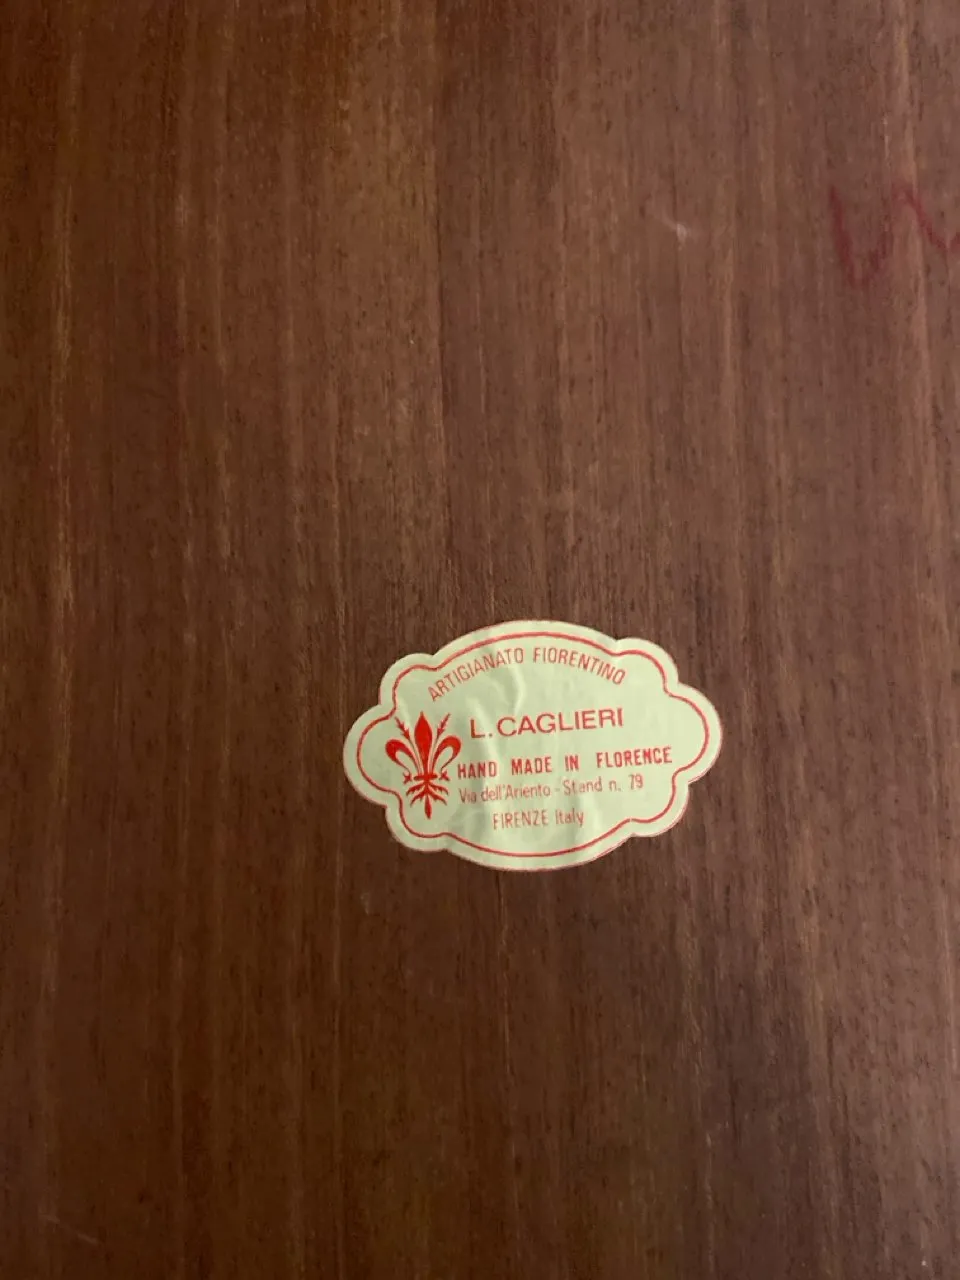 ARTIGIANATO FIORENTINO
L. CAGLIERI
HAND MADE IN FLORENCE
Via dell'Ariento - Stand n. 79
FIRENZE Italy